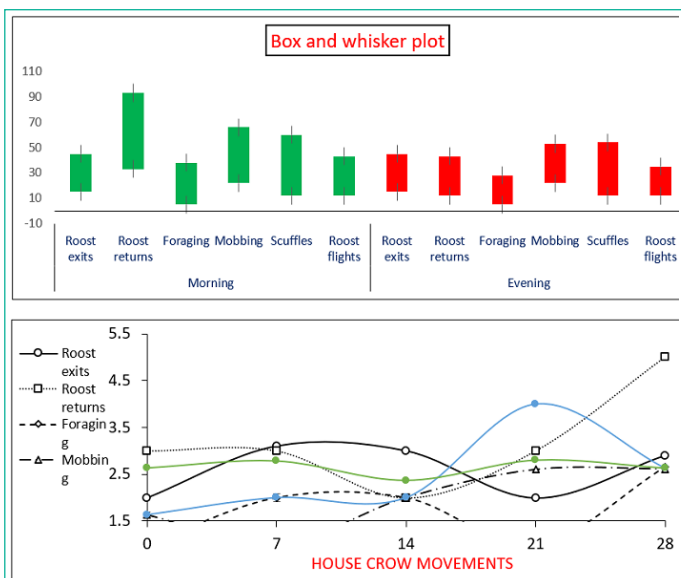 Box and whisker plot
110
90
70
50
30
10
-10
Roost exits
Roost returns
Foraging
Mobbing
Scuffles
Roost flights
Roost exits
Roost returns
Foraging
Mobbing
Scuffles
Roost flights
Morning
Evening
5.5
4.5
3.5
2.5
1.5
Roost
exits
Roost
returns
Foragin
g
Mobbin
g
0
7
14
21
28
HOUSE CROW MOVEMENTS